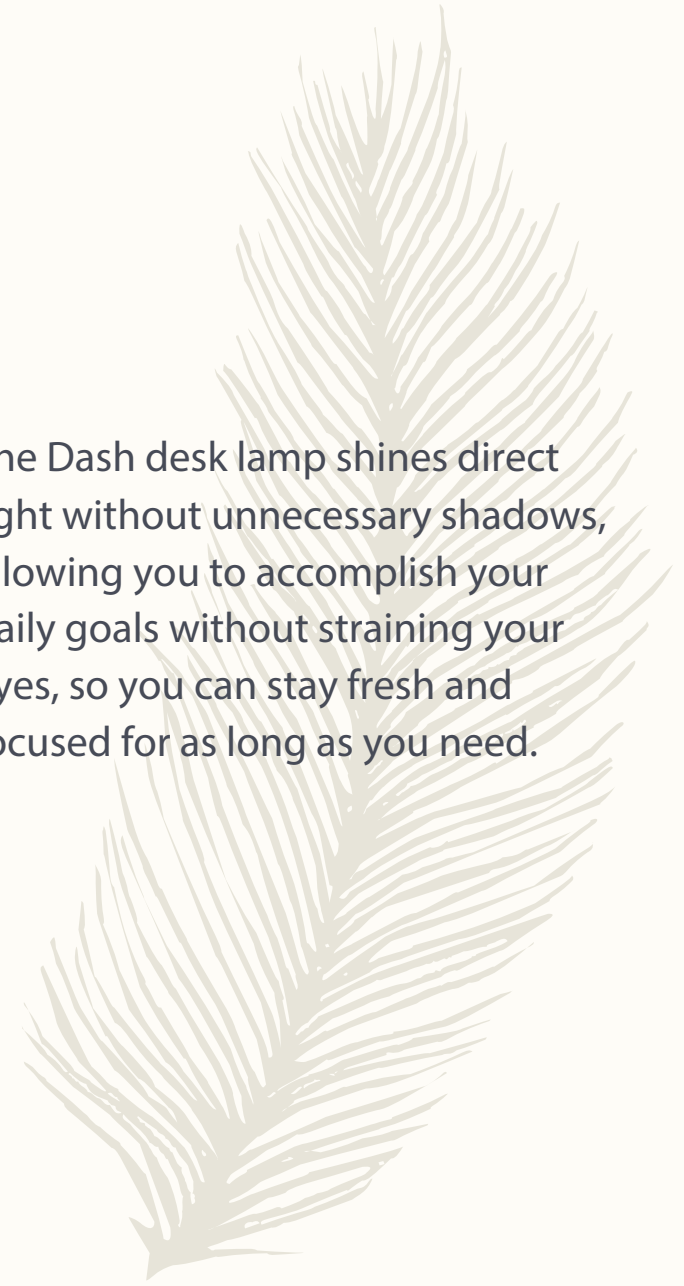 he Dash desk lamp shines direct
ght without unnecessary shadows,
lowing you to accomplish your
aily goals without straining your
yes, so you can stay fresh and
ocused for as long as you need.